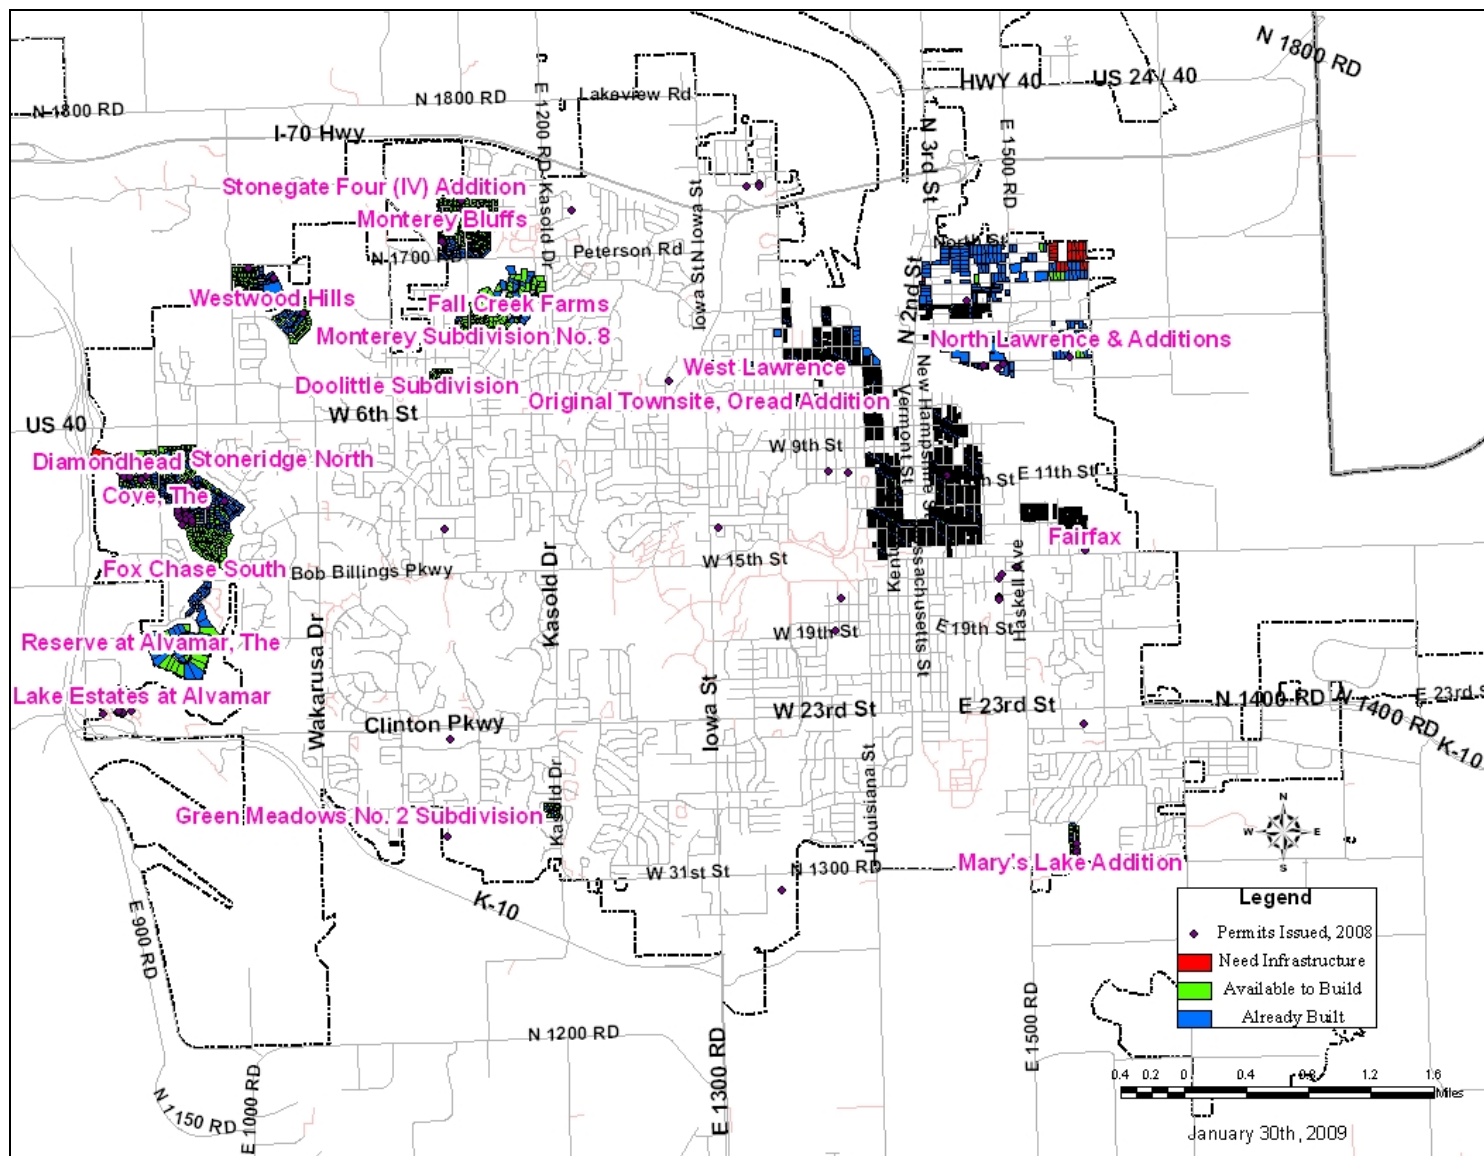 N 1800 RD
HWY 40
US 24 / 40
N 1800 RD
Lakeview Rd
N 1800 RD
E 1200 RD-Kasold Dr
I-70 Hwy
N 3rd St
E 1500 RD
Stonegate Four (IV) Addition
Iowa St-N Iowa St
Monterey Bluffs
North St
Peterson Rd
N 1700 RD
Westwood Hills
Fall Creek Farms
N 2nd St
Monterey Subdivision No. 8
North Lawrence & Additions
West Lawrence
Doolittle Subdivision
Original Townsite, Oread Addition
W 6th St
US 40
Vermont St
New Hampshire St
W 9th St
Diamondhead
Stoneridge North
E 11th St
Cove, The
Fairfax
W 15th St
Fox Chase South
Bob Billings Pkwy
Kasold Dr
Haskell Ave
W 19th St
E 19th St
Reserve at Alvamar, The
Wakarusa Dr
Lake Estates at Alvamar
Iowa St
W 23rd St
E 23rd St
N 1400 RD
N 1400 RD
E 23rd S
Clinton Pkwy
K-10
Louisiana St
Kasold Dr
Green Meadows No. 2 Subdivision
N
W E
S
W 31st St
N 1300 RD
Mary's Lake Addition
K-10
E 900 RD
Legend
Permits Issued, 2008
Need Infrastructure
Available to Build
Already Built
N 1200 RD
E 1500 RD
E 1300 RD
E 1000 RD
N 1150 RD
0.4 0.2 0 0.4 0.8 1.2 1.6
Miles
January 30th, 2009